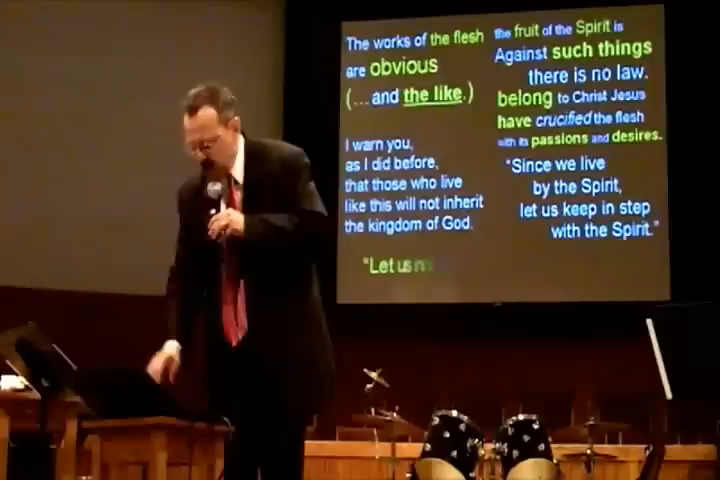 The works of the flesh
are obvious
(...and the like.)
I warn you,
as I did before,
that those who live
like this will not inherit
the kingdom of God.
"Let us
the fruit of the Spirit is
Against such things
there is no law.
belong to Christ Jesus
have crucified the flesh
with its passions and desires.
"Since we live
by the Spirit,
let us keep in step
with the Spirit."